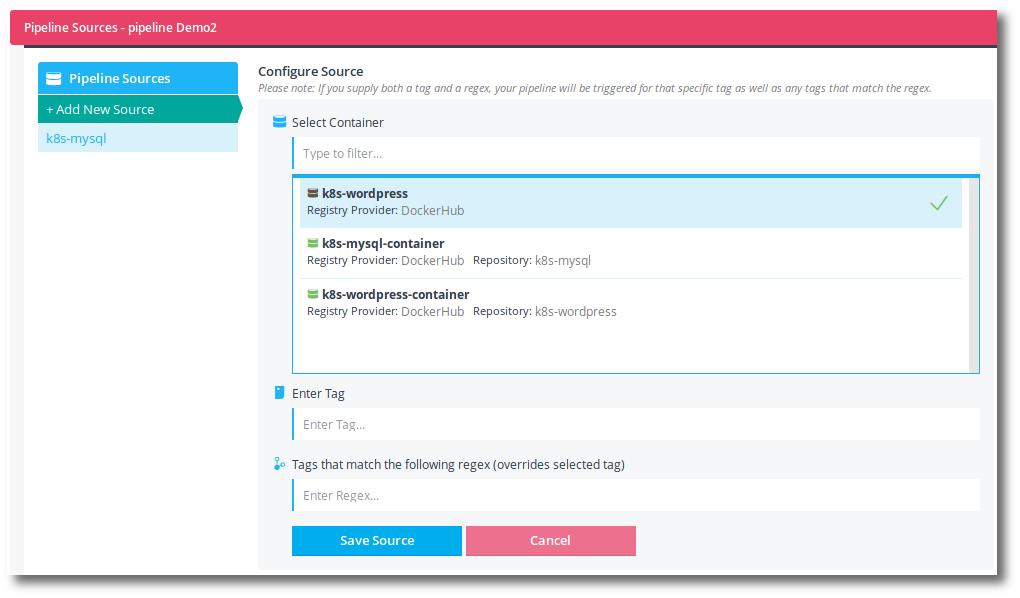 Pipeline Sources - pipeline Demo2
Pipeline Sources
+ Add New Source
k8s-mysql
Configure Source
Please note: If you supply both a tag and a regex, your pipeline will be triggered for that specific tag as well as any tags that match the regex.
Select Container
Type to filter...
k8s-wordpress
Registry Provider: DockerHub
k8s-mysql-container
Registry Provider: DockerHub Repository: k8s-mysql
k8s-wordpress-container
Registry Provider: DockerHub Repository: k8s-wordpress
Enter Tag
Enter Tag...
Tags that match the following regex (overrides selected tag)
Enter Regex...
Save Source Cancel